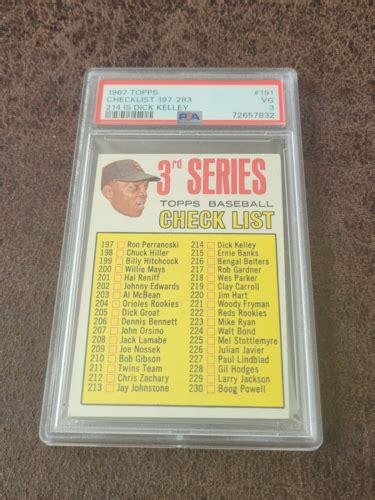 1967 TOPPS #191
CHECKLIST 197-283 VG
214 IS DICK KELLEY 3
PSA 72657832
3rd SERIES
TOPPS BASEBALL
CHECK LIST
197 Ron Perranoski
198 Chuck Hiller
199 Billy Hitchcock
200 Willie Mays
201 Hal Reniff
202 Johnny Edwards
203 Al McBean
204 Orioles Rookies
205 Dick Groat
206 Dennis Bennett
207 John Orsino
208 Jack Lamabe
209 Joe Nossek
210 Bob Gibson
211 Twins Team
212 Chris Zachary
213 Jay Johnstone
214 Dick Kelley
215 Ernie Banks
216 Bengal Belters
217 Rob Gardner
218 Wes Parker
219 Clay Carroll
220 Jim Hart
221 Woody Fryman
222 Reds Rookies
223 Mike Ryan
224 Walt Bond
225 Mel Stottlemyre
226 Julian Javier
227 Paul Lindblad
228 Gil Hodges
229 Larry Jackson
230 Boog Powell